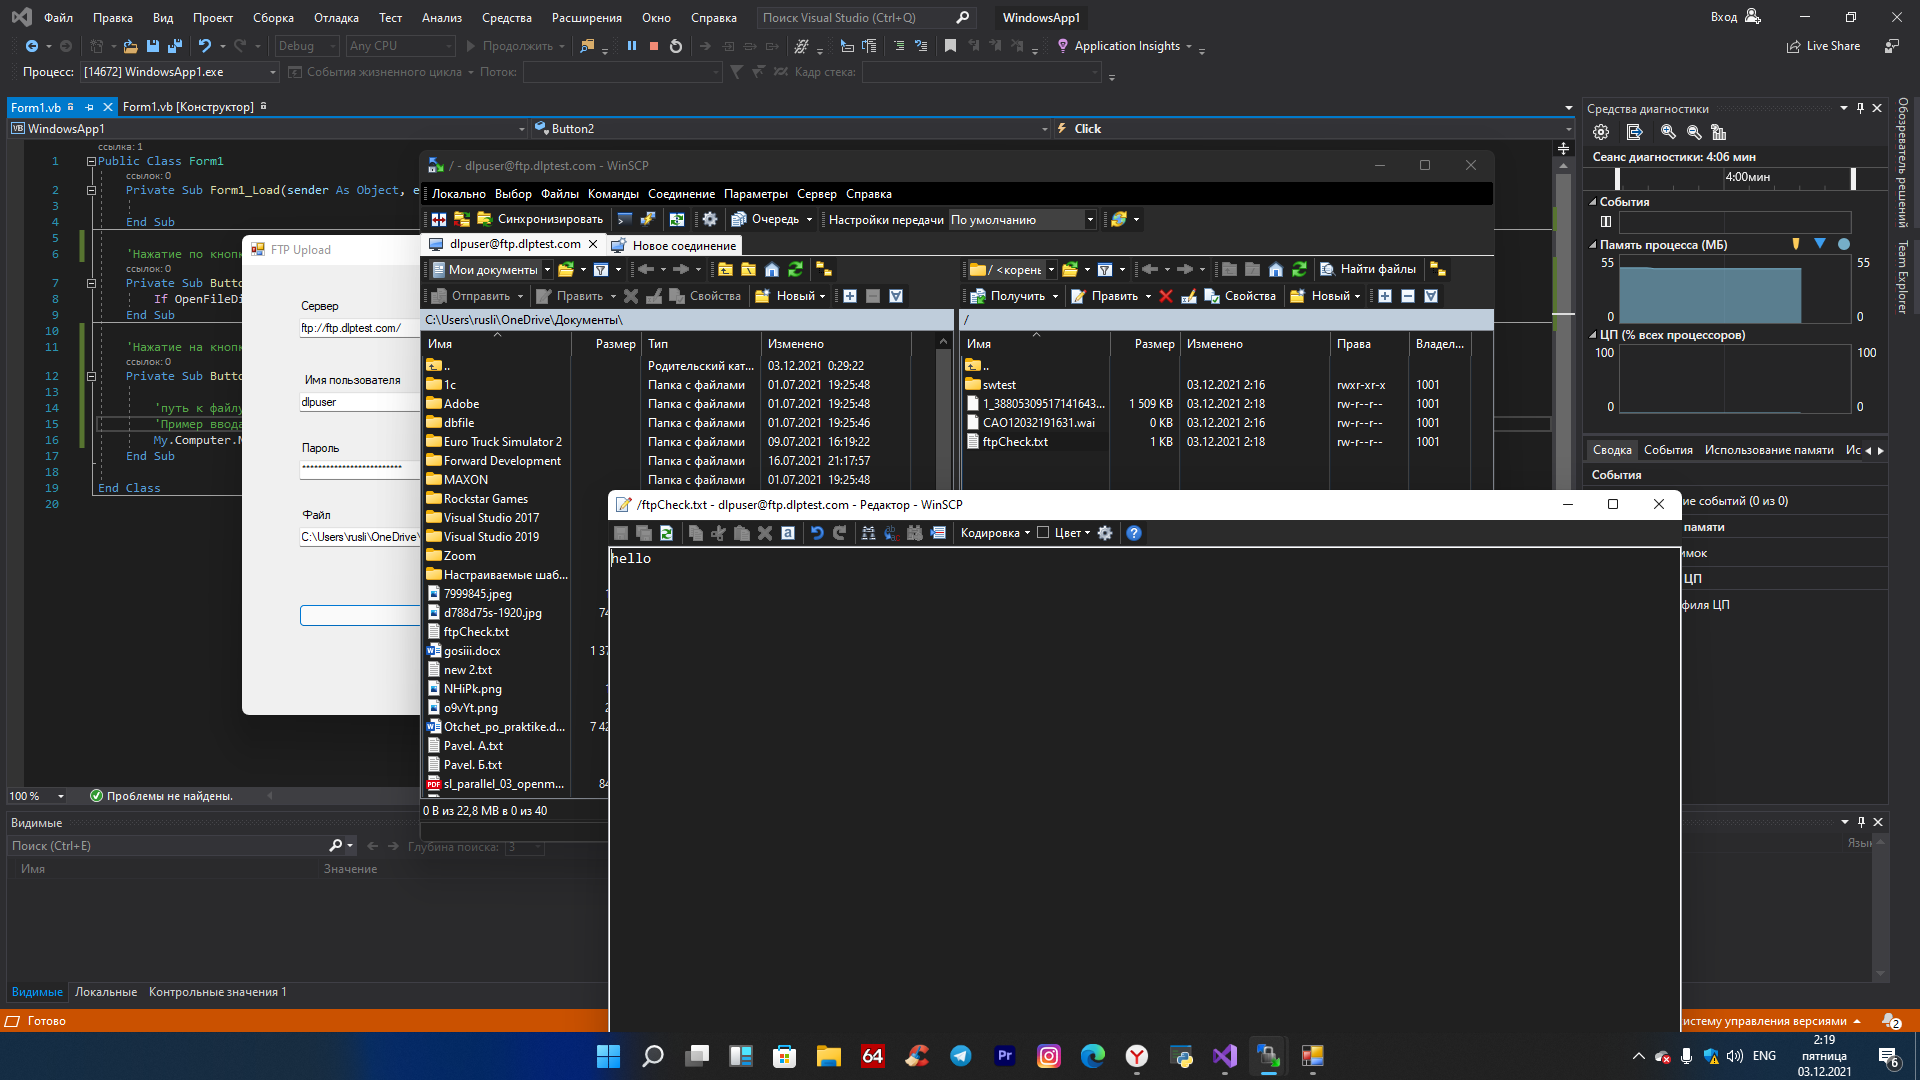 Файл Правка Вид Проект Сборка Отладка Тест Анализ Средства Расширения Окно Справка Поиск Visual Studio (Ctrl+Q) WindowsApp1 Вход
Debug Any CPU Продолжить Application Insights Live Share
Процесс: [14672] WindowsApp1.exe События жизненного цикла Поток: Кадр стека:
Form1.vb Form1.vb [Конструктор]
WindowsApp1 Button2 Click
ссылка: 1
1 Public Class Form1
ссылок: 0
2 Private Sub Form1_Load(sender As Object, e
3
4 End Sub
5
6 'Нажатие по кнопк
ссылок: 0
7 Private Sub Butto
8 If OpenFileDi
9 End Sub
10
11 'Нажатие на кнопк
ссылок: 0
12 Private Sub Butto
13
14 'путь к файлу
15 'Пример ввода
16 My.Computer.N
17 End Sub
18
19 End Class
20
100 % Проблемы не найдены.
FTP Upload
Сервер
ftp://ftp.dlptest.com/
Имя пользователя
dlpuser
Пароль
*************************
Файл
C:\Users\rusli\OneDrive\
/ - dlpuser@ftp.dlptest.com - WinSCP
Локально Выбор Файлы Команды Соединение Параметры Сервер Справка
Синхронизировать Очередь Настройки передачи По умолчанию
dlpuser@ftp.dlptest.com Новое соединение
Мои документы
Отправить Править Свойства Новый
C:\Users\rusli\OneDrive\Документы\
Имя Размер Тип Изменено
.. Родительский кат... 03.12.2021 0:29:22
1c Папка с файлами 01.07.2021 19:25:48
Adobe Папка с файлами 01.07.2021 19:25:48
dbfile Папка с файлами 01.07.2021 19:25:46
Euro Truck Simulator 2 Папка с файлами 09.07.2021 16:19:22
Forward Development Папка с файлами 16.07.2021 21:17:57
MAXON Папка с файлами 01.07.2021 19:25:48
Rockstar Games
Visual Studio 2017
Visual Studio 2019
Zoom
Настраиваемые шаб...
7999845.jpeg
d788d75s-1920.jpg 74
ftpCheck.txt
gosiii.docx 1 37
new 2.txt
NHiPk.png
o9vYt.png 2
Otchet_po_praktike.d... 7 42
Pavel. A.txt
Pavel. Б.txt
sl_parallel_03_openm... 84
0 B из 22,8 MB в 0 из 40
/ <корень Найти файлы
Получить Править Свойства Новый
/
Имя Размер Изменено Права Владел...
..
swtest 03.12.2021 2:16 rwxr-xr-x 1001
1_38805309517141643... 1 509 KB 03.12.2021 2:18 rw-r--r-- 1001
CAO12032191631.wai 0 KB 03.12.2021 2:16 rw-r--r-- 1001
ftpCheck.txt 1 KB 03.12.2021 2:18 rw-r--r-- 1001
/ftpCheck.txt - dlpuser@ftp.dlptest.com - Редактор - WinSCP
Кодировка Цвет
hello
Средства диагностики
Сеанс диагностики: 4:06 мин
4:00мин
События
Память процесса (МБ)
55 55
0 0
ЦП (% всех процессоров)
100 100
0 0
Сводка События Использование памяти Ис
События
ие событий (0 из 0)
памяти
имок
ЦП
филя ЦП
Обозреватель решений
Team Explorer
Видимые
Поиск (Ctrl+E) Глубина поиска: 3
Имя Значение
Язык
Видимые Локальные Контрольные значения 1
Готово
систему управления версиями 2
64 Pr ENG 2:19
пятница
03.12.2021 6